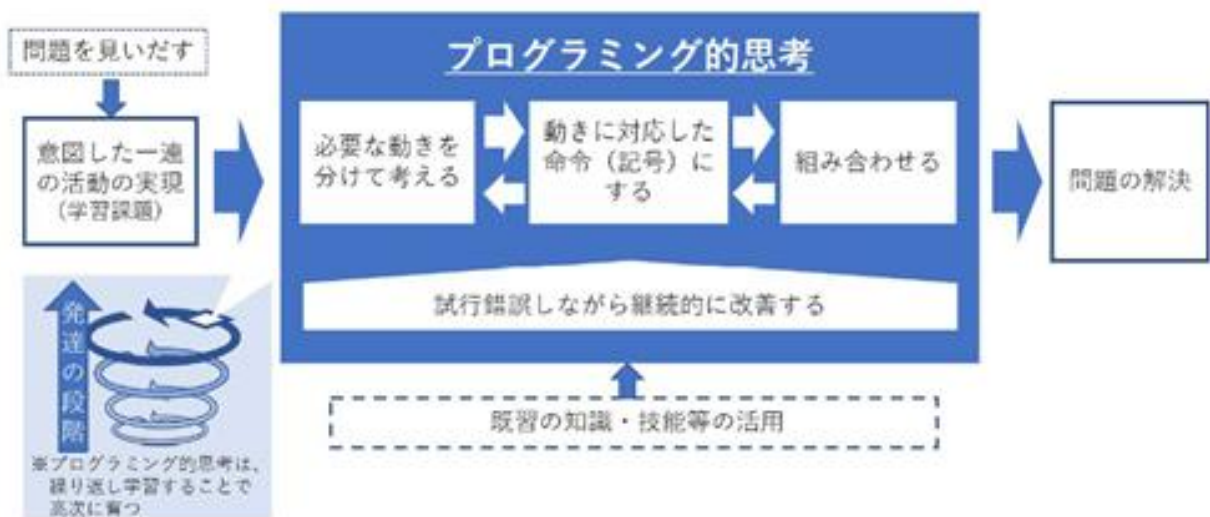 プログラミング的思考
問題を見いだす
意図した一連
の活動の実現
(学習課題)
必要な動きを
分けて考える
動きに対応した
命令（記号）に
する
組み合わせる
問題の解決
試行錯誤しながら継続的に改善する
既習の知識・技能等の活用
発達の段階
※プログラミング的思考は、
繰り返し学習することで
高次に育つ